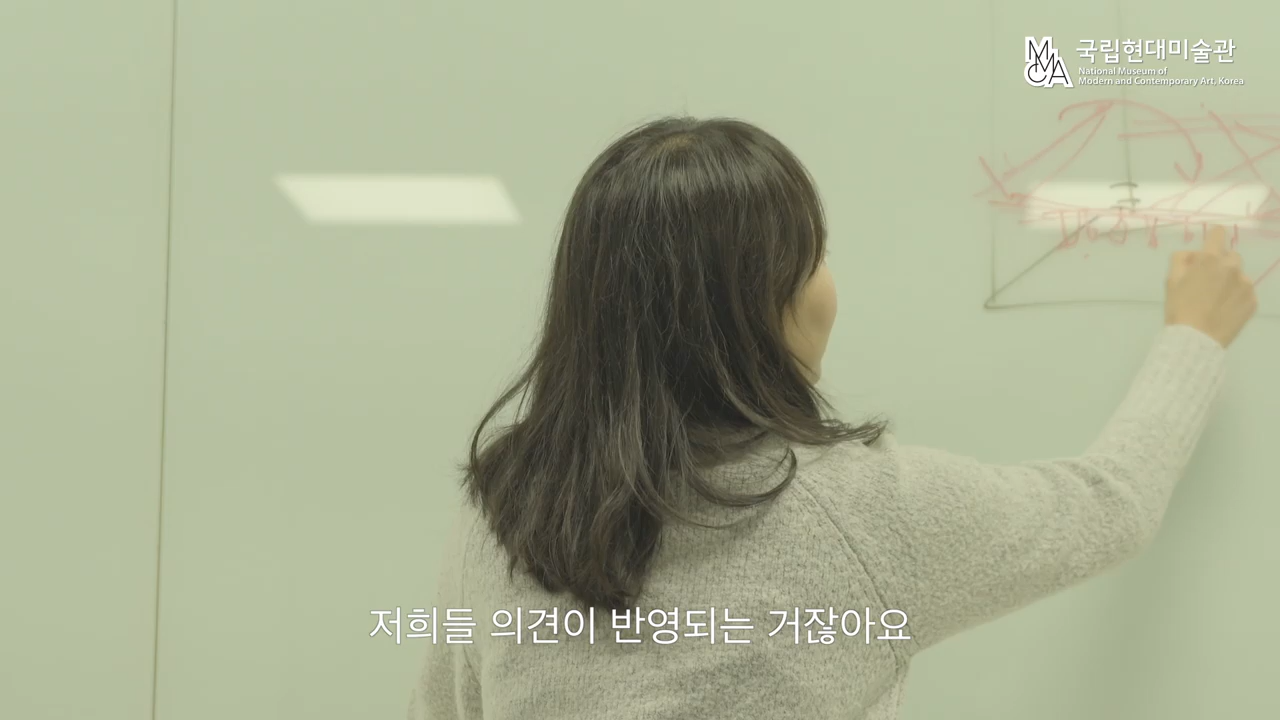 MMCA
국립현대미술관
National Museum of
Modern and Contemporary Art, Korea
저희들 의견이 반영되는 거잖아요